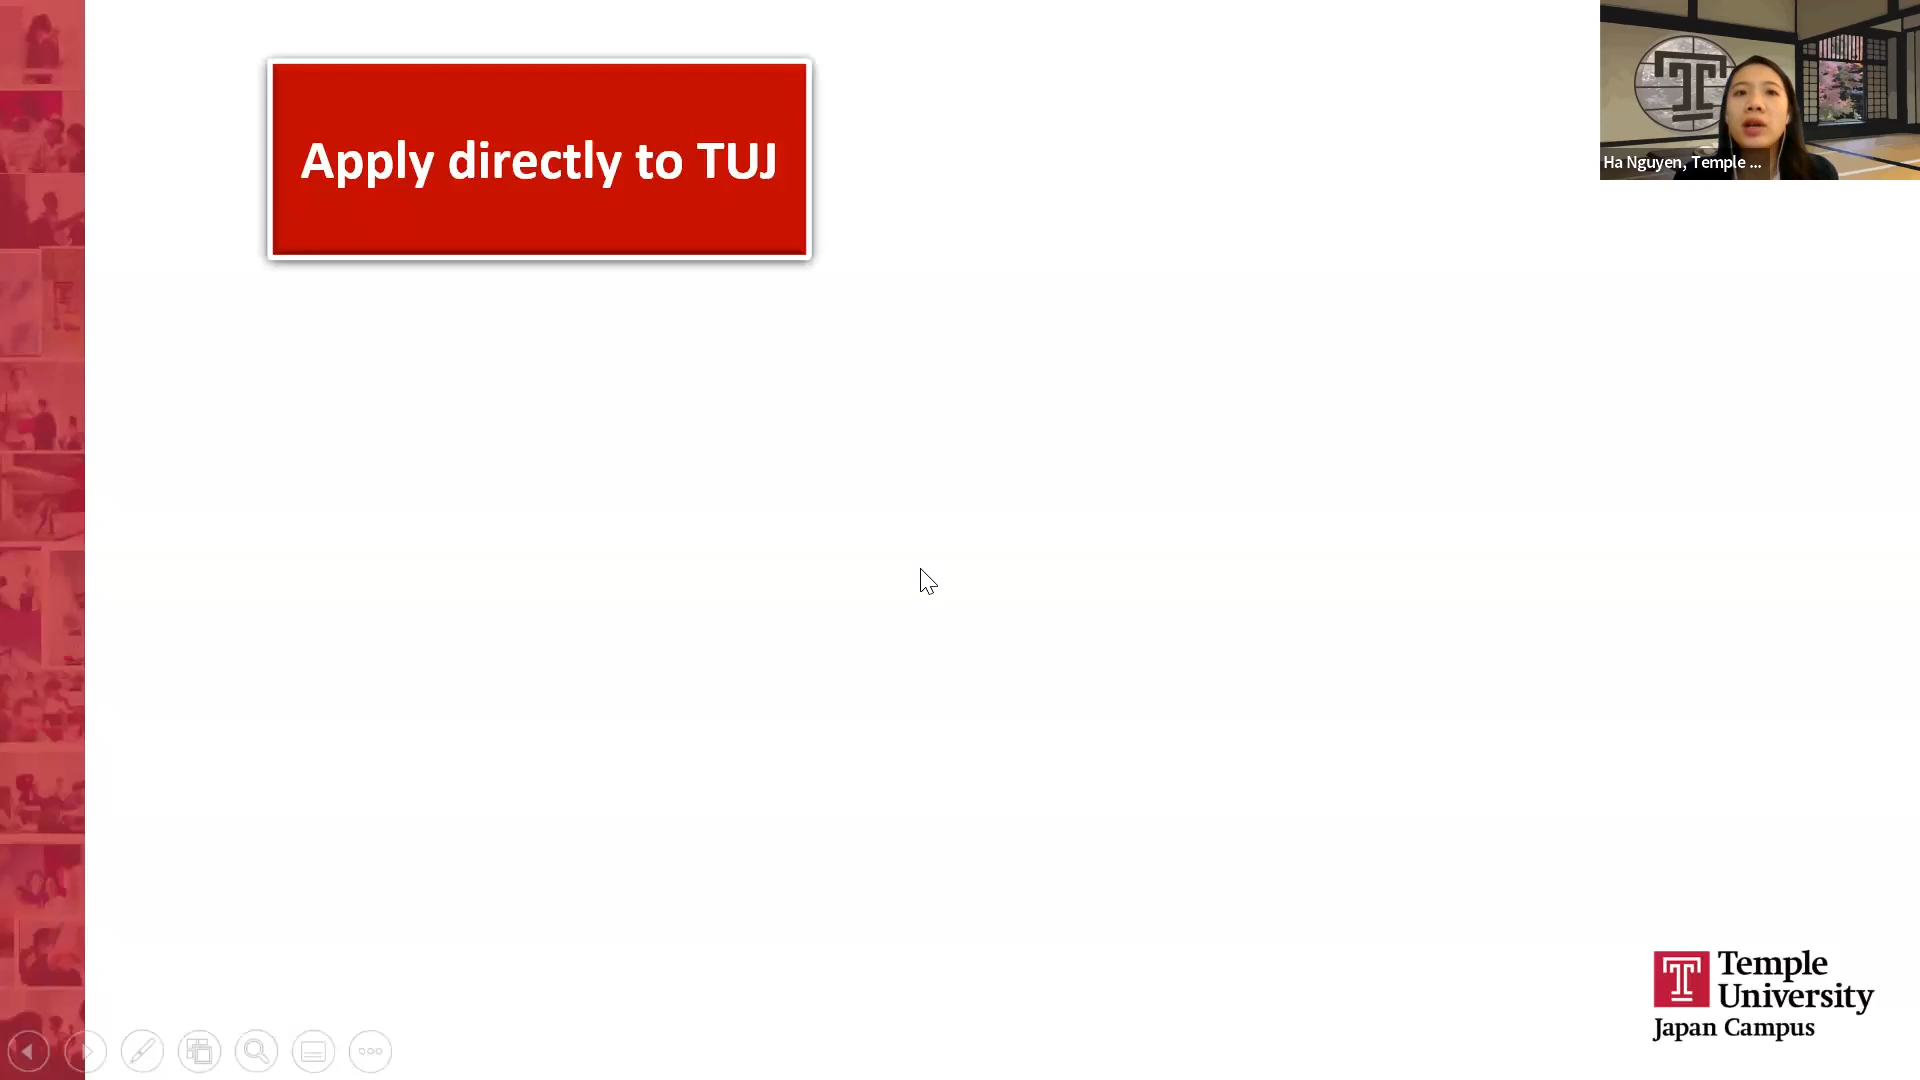 Apply directly to TUJ
Ha Nguyen, Temple ...
Temple
University
Japan Campus